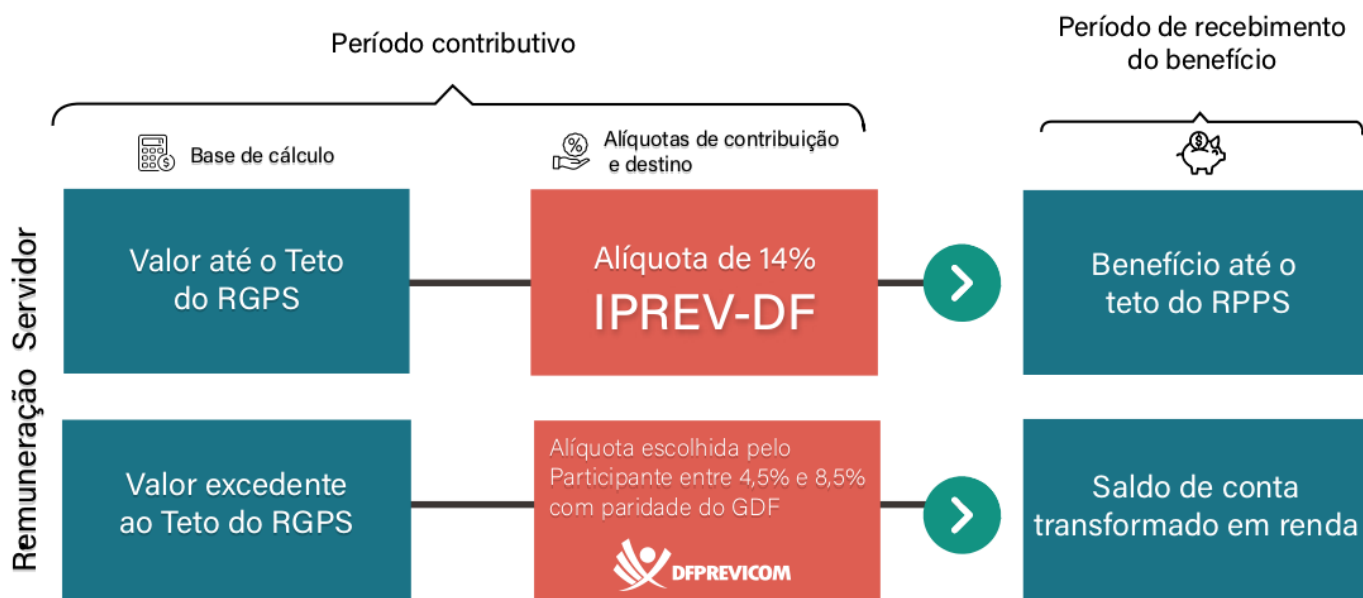 Período contributivo
Período de recebimento
do benefício
Base de cálculo
Alíquotas de contribuição
e destino
Remuneração Servidor
Valor até o Teto
do RGPS
Alíquota de 14%
IPREV-DF
Benefício até o
teto do RPPS
Valor excedente
ao Teto do RGPS
Alíquota escolhida pelo
Participante entre 4,5% e 8,5%
com paridade do GDF
DFPREVICOM
Saldo de conta
transformado em renda